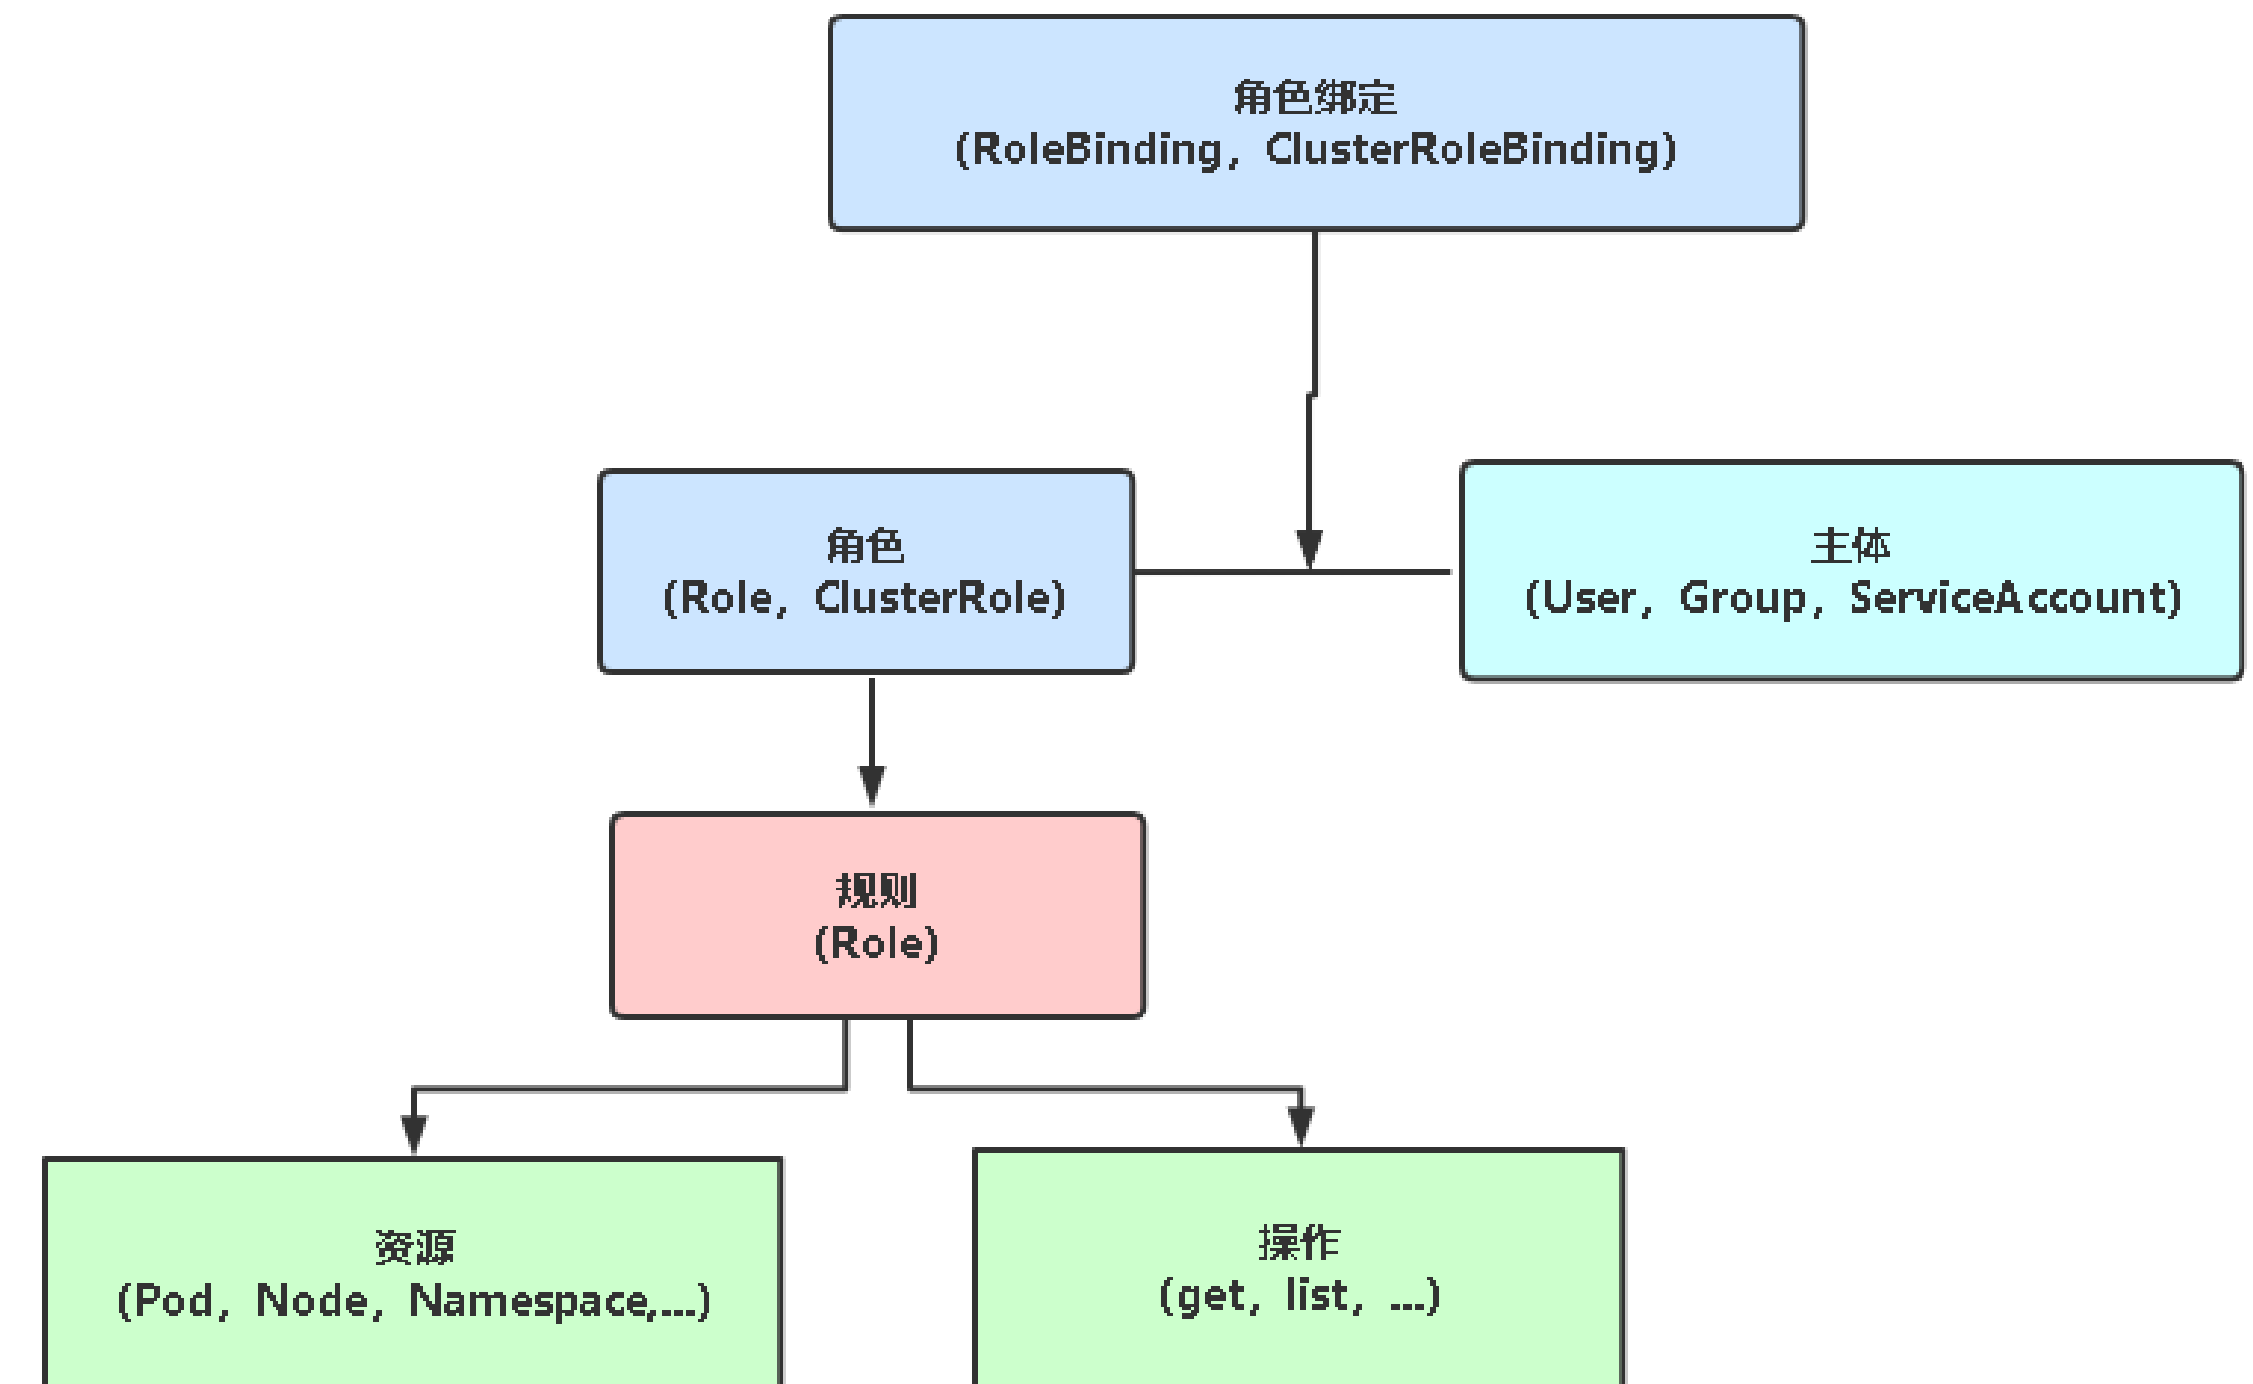 角色绑定
(RoleBinding，ClusterRoleBinding)
角色
(Role，ClusterRole)
主体
(User，Group，ServiceAccount)
规则
(Role)
资源
(Pod，Node，Namespace,...)
操作
(get，list，...)